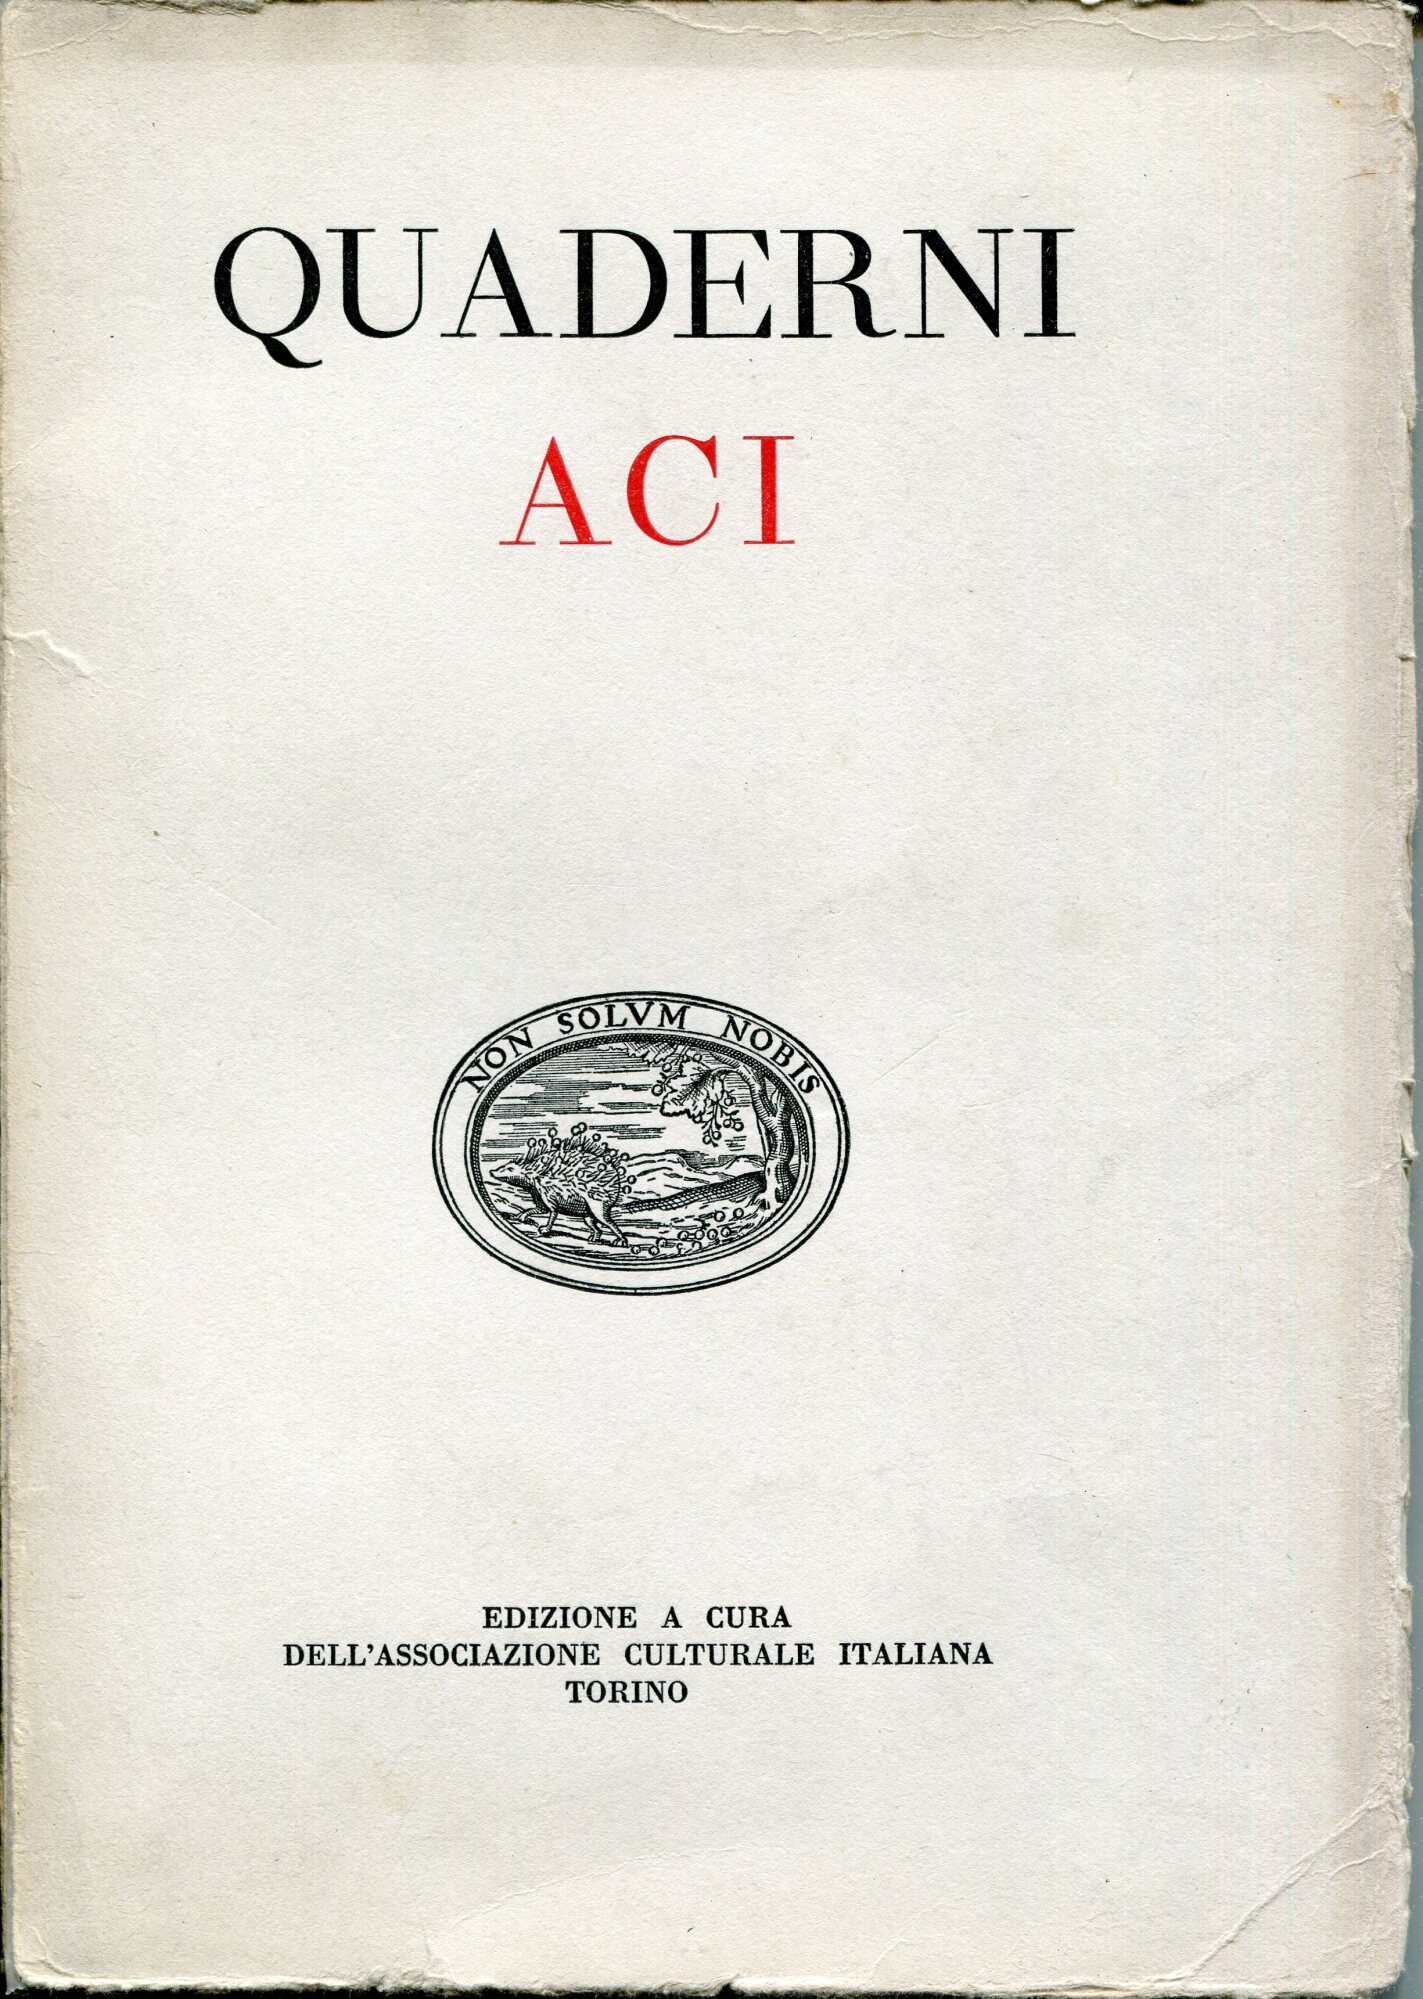 QUADERNI
ACI
NON SOLVM NOBIS
EDIZIONE A CURA
DELL'ASSOCIAZIONE CULTURALE ITALIANA
TORINO